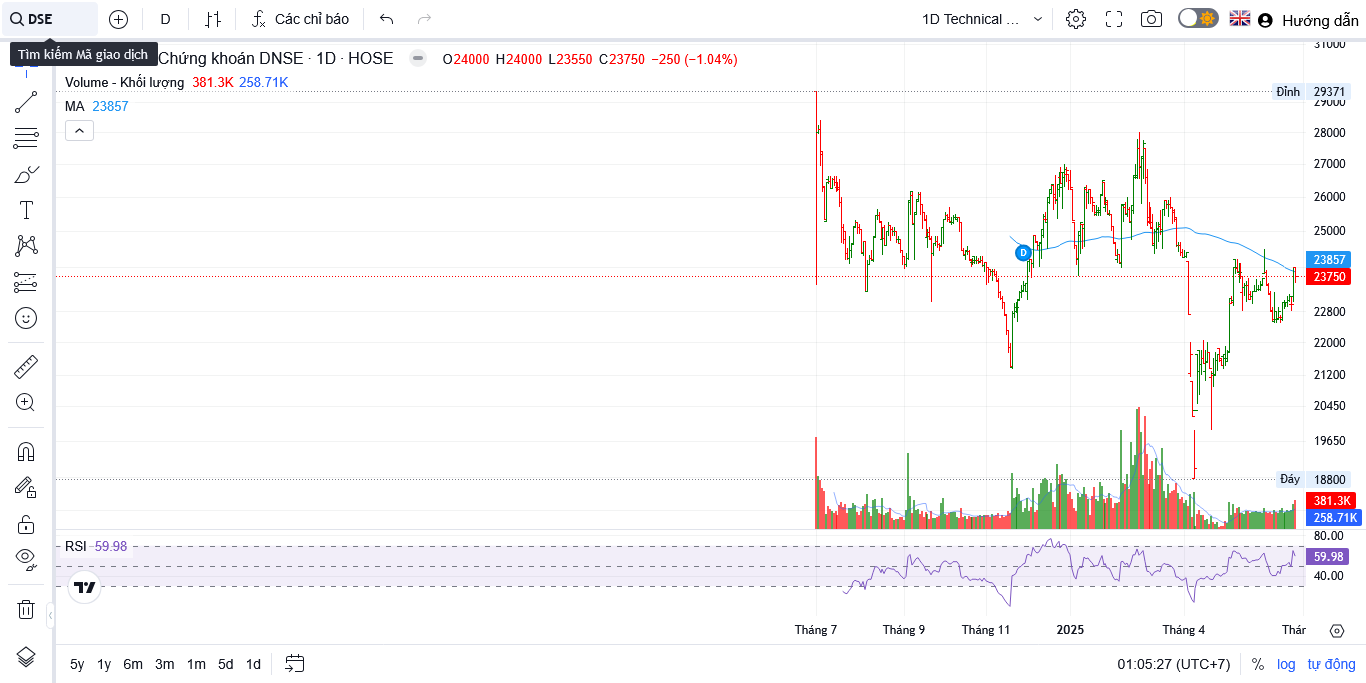 DSE
D
Các chỉ báo
1D Technical ...
Hướng dẫn
Tìm kiếm Mã giao dịch
Chứng khoán DNSE · 1D · HOSE
O24000 H24000 L23550 C23750 −250 (−1.04%)
Volume - Khối lượng 381.3K 258.71K
MA 23857
31000
Đỉnh 29371
29000
28000
27000
26000
25000
D
23857
23750
22800
22000
21200
20450
19650
Đáy 18800
381.3K
258.71K
RSI 59.98
80.00
59.98
40.00
Tháng 7
Tháng 9
Tháng 11
2025
Tháng 4
Thár
5y 1y 6m 3m 1m 5d 1d
01:05:27 (UTC+7)
% log tự động